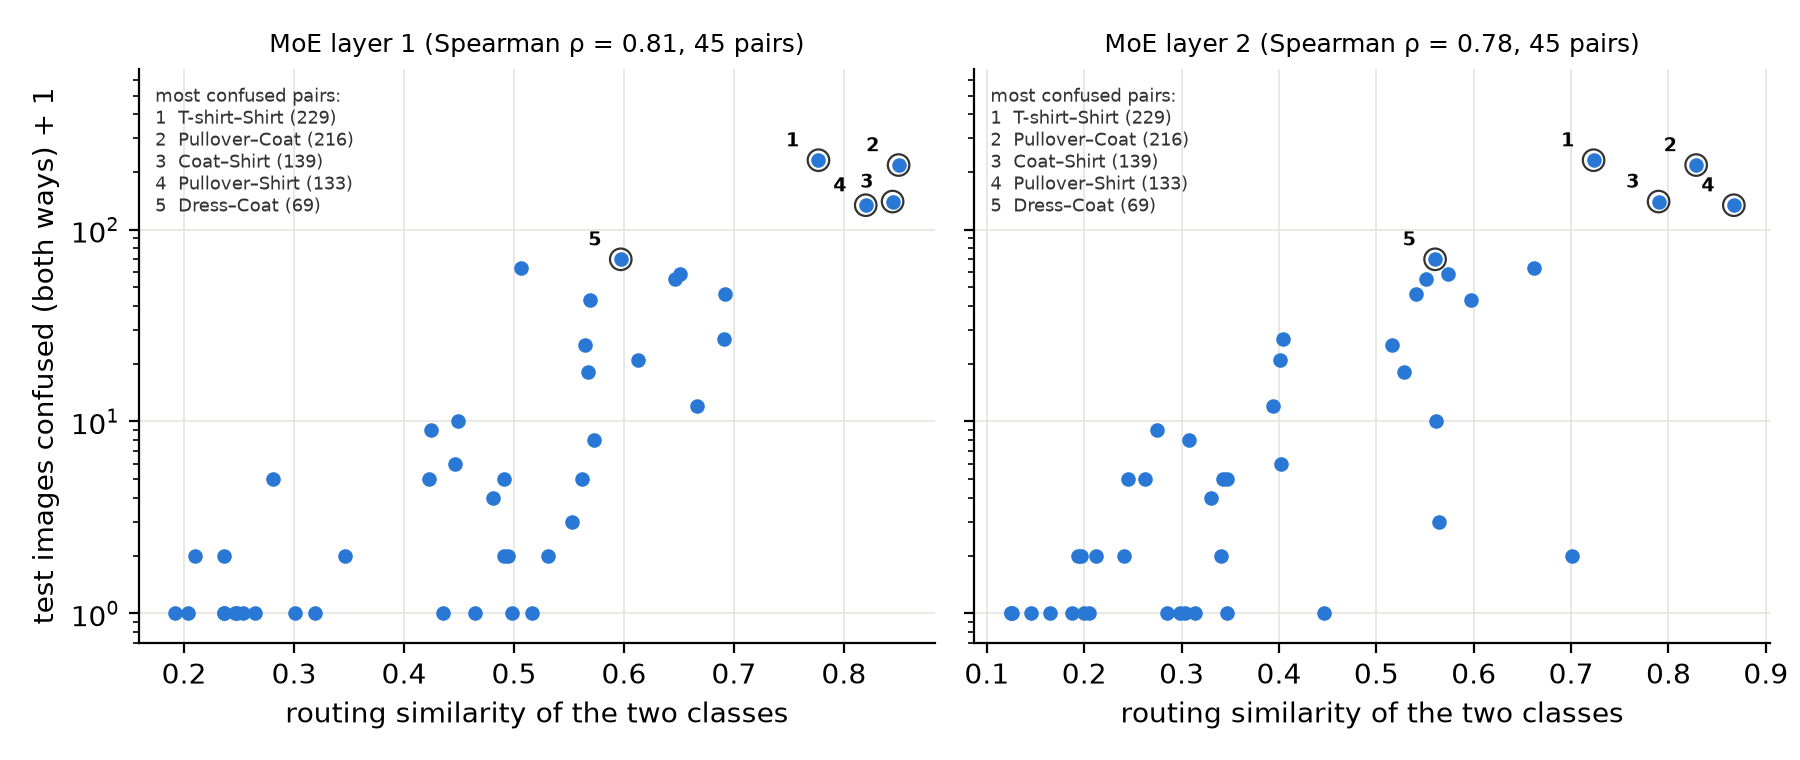 MoE layer 1 (Spearman ρ = 0.81, 45 pairs)
most confused pairs:
1 T-shirt–Shirt (229)
2 Pullover–Coat (216)
3 Coat–Shirt (139)
4 Pullover–Shirt (133)
5 Dress–Coat (69)
1
2
3
4
5
test images confused (both ways) + 1
10²
10¹
10⁰
0.2 0.3 0.4 0.5 0.6 0.7 0.8
routing similarity of the two classes
MoE layer 2 (Spearman ρ = 0.78, 45 pairs)
most confused pairs:
1 T-shirt–Shirt (229)
2 Pullover–Coat (216)
3 Coat–Shirt (139)
4 Pullover–Shirt (133)
5 Dress–Coat (69)
1
2
3
4
5
0.1 0.2 0.3 0.4 0.5 0.6 0.7 0.8 0.9
routing similarity of the two classes